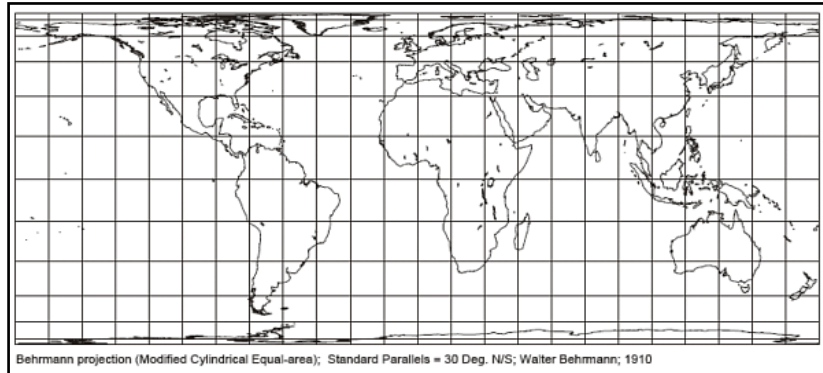 Behrmann projection (Modified Cylindrical Equal-area);  Standard Parallels = 30 Deg. N/S; Walter Behrmann; 1910